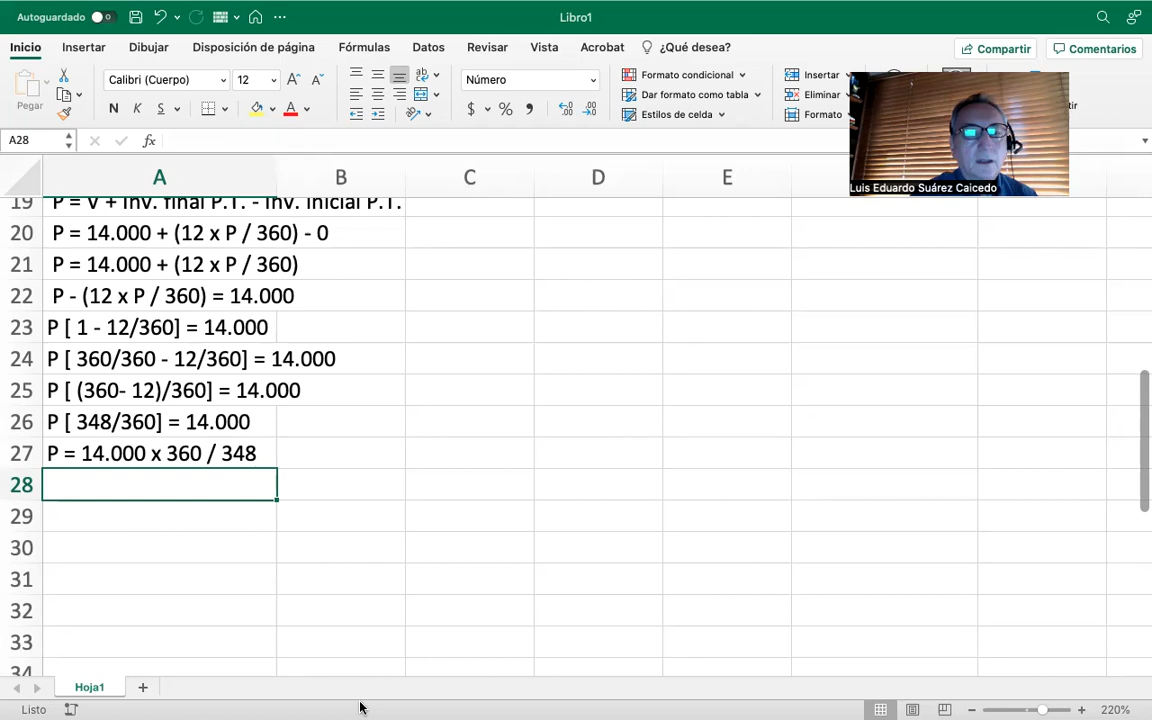 Autoguardado 0 Libro1
Inicio Insertar Dibujar Disposición de página Fórmulas Datos Revisar Vista Acrobat ¿Qué desea? Compartir Comentarios
Pegar
Calibri (Cuerpo) 12
N K S
Número
$ % 
Formato condicional
Dar formato como tabla
Estilos de celda
Insertar
Eliminar
Formato
Luis Eduardo Suárez Caicedo
A28 fx
A B C D E
19 P = V + Inv. final P.T. - Inv. inicial P.T.
20 P = 14.000 + (12 x P / 360) - 0
21 P = 14.000 + (12 x P / 360)
22 P - (12 x P / 360) = 14.000
23 P [ 1 - 12/360] = 14.000
24 P [ 360/360 - 12/360] = 14.000
25 P [ (360- 12)/360] = 14.000
26 P [ 348/360] = 14.000
27 P = 14.000 x 360 / 348
28
29
30
31
32
33
34
Hoja1
Listo 220%